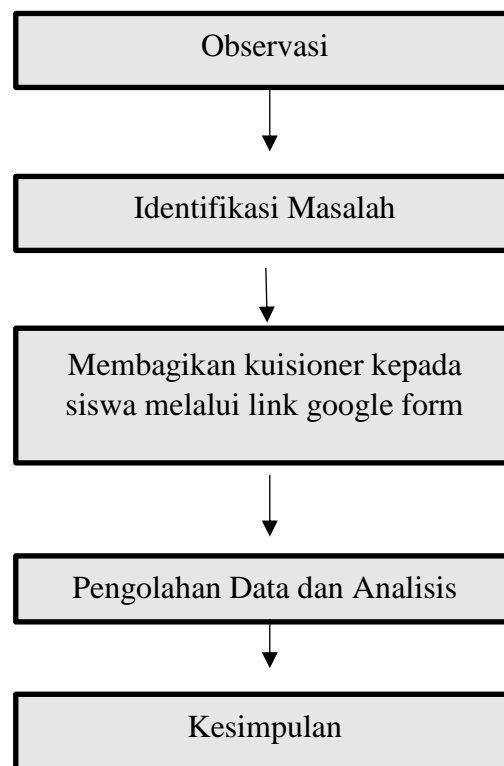 Observasi
Identifikasi Masalah
Membagikan kuisioner kepada
siswa melalui link google form
Pengolahan Data dan Analisis
Kesimpulan